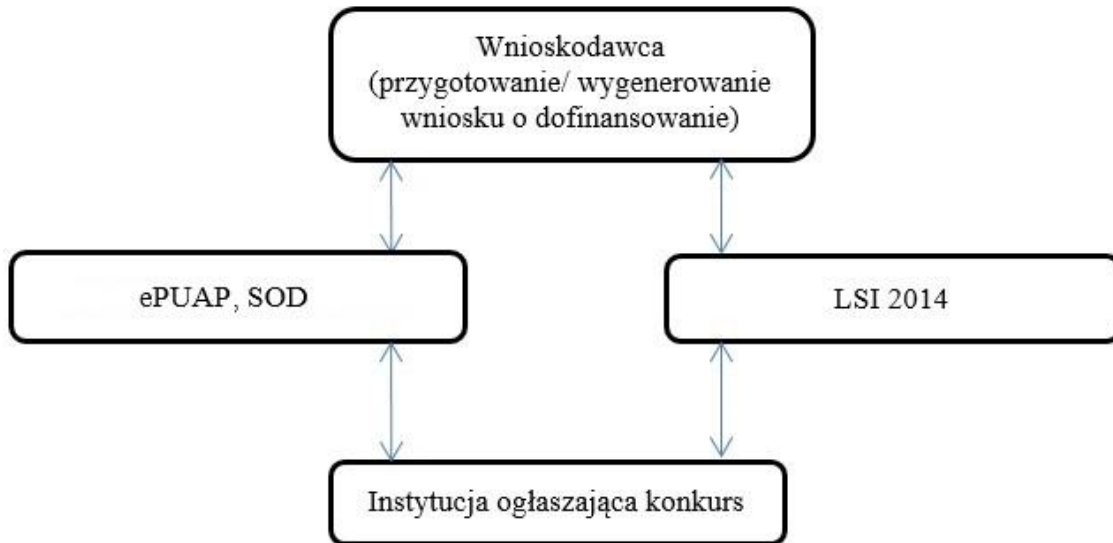 Wnioskodawca
(przygotowanie/ wygenerowanie
wniosku o dofinansowanie)
ePUAP, SOD
LSI 2014
Instytucja ogłaszająca konkurs